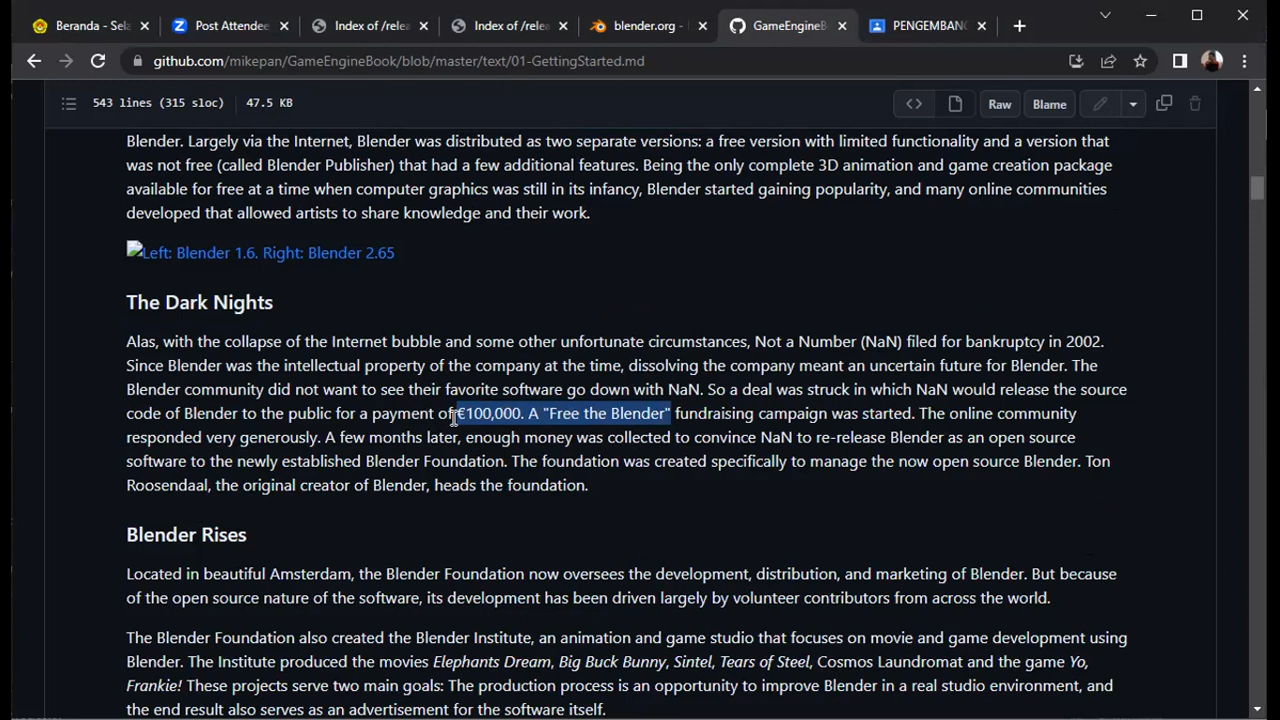 Beranda - Sela
Post Attendee
Index of /relea
Index of /relea
blender.org -
GameEngineB
PENGEMBANG
github.com/mikepan/GameEngineBook/blob/master/text/01-GettingStarted.md
543 lines (315 sloc) 47.5 KB
Raw
Blame
Blender. Largely via the Internet, Blender was distributed as two separate versions: a free version with limited functionality and a version that
was not free (called Blender Publisher) that had a few additional features. Being the only complete 3D animation and game creation package
available for free at a time when computer graphics was still in its infancy, Blender started gaining popularity, and many online communities
developed that allowed artists to share knowledge and their work.
Left: Blender 1.6. Right: Blender 2.65
The Dark Nights
Alas, with the collapse of the Internet bubble and some other unfortunate circumstances, Not a Number (NaN) filed for bankruptcy in 2002.
Since Blender was the intellectual property of the company at the time, dissolving the company meant an uncertain future for Blender. The
Blender community did not want to see their favorite software go down with NaN. So a deal was struck in which NaN would release the source
code of Blender to the public for a payment of €100,000. A "Free the Blender" fundraising campaign was started. The online community
responded very generously. A few months later, enough money was collected to convince NaN to re-release Blender as an open source
software to the newly established Blender Foundation. The foundation was created specifically to manage the now open source Blender. Ton
Roosendaal, the original creator of Blender, heads the foundation.
Blender Rises
Located in beautiful Amsterdam, the Blender Foundation now oversees the development, distribution, and marketing of Blender. But because
of the open source nature of the software, its development has been driven largely by volunteer contributors from across the world.
The Blender Foundation also created the Blender Institute, an animation and game studio that focuses on movie and game development using
Blender. The Institute produced the movies Elephants Dream, Big Buck Bunny, Sintel, Tears of Steel, Cosmos Laundromat and the game Yo,
Frankie! These projects serve two main goals: The production process is an opportunity to improve Blender in a real studio environment, and
the end result also serves as an advertisement for the software itself.